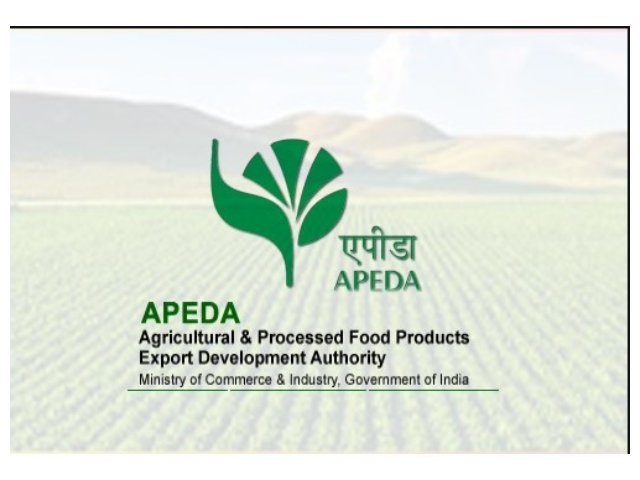 एपीडा
APEDA
APEDA
Agricultural & Processed Food Products
Export Development Authority
Ministry of Commerce & Industry, Government of India